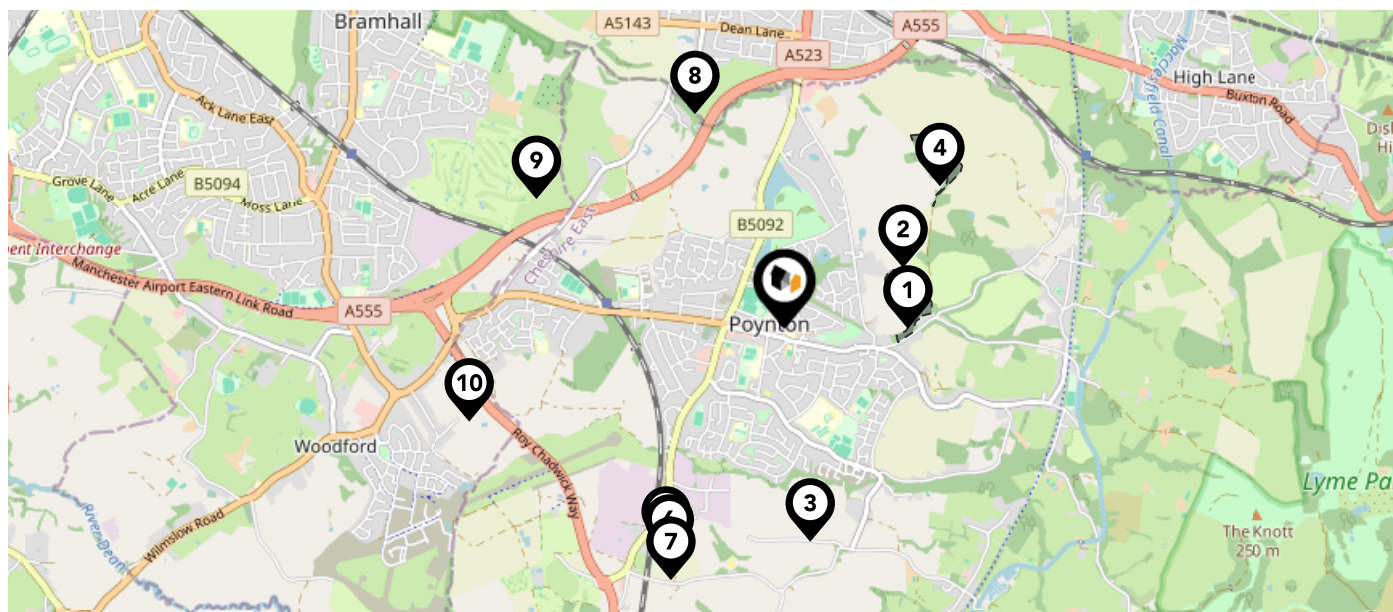 Bramhall
A5143
Dean Lane
A555
A523
High Lane
Buxton Road
Macclesfield Canal
Ack Lane East
8
9
4
Grove Lane
Acre Lane
B5094
Moss Lane
B5092
2
ent Interchange
Cheshire East
Manchester Airport Eastern Link Road
A555
1
Poynton
10
Woodford
Roy Chadwick Way
Lyme Pa
3
7
The Knott
250 m
River Dean
Wilmslow Road